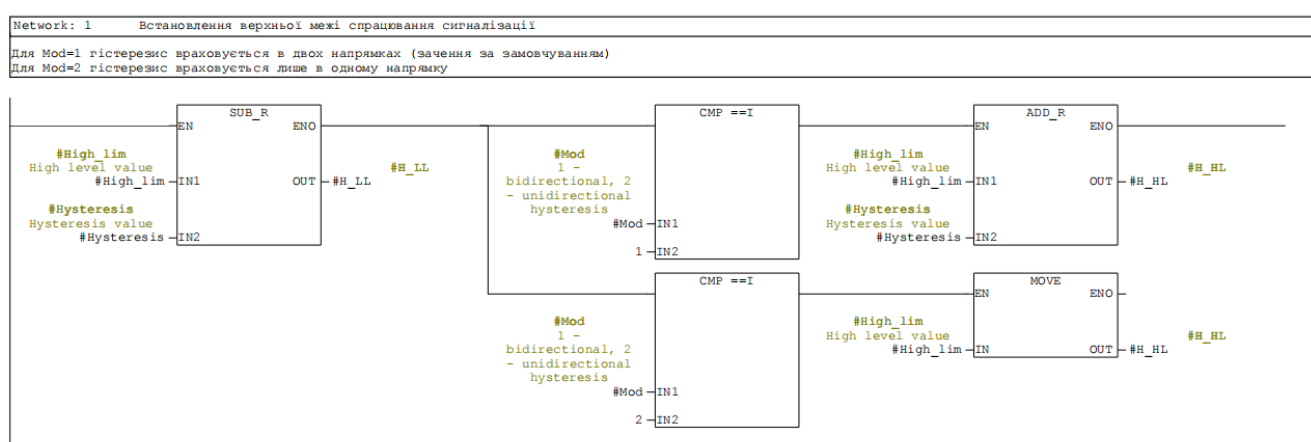 Network: 1 Встановлення верхньої межі спрацювання сигналізації
Для Mod=1 гістерезис враховується в двох напрямках (зачення за замовчуванням)
Для Mod=2 гістерезис враховується лише в одному напрямку
SUB_R
EN ENO
#High_lim
High level value
#High_lim IN1
OUT #H_LL
#H_LL
#Hysteresis
Hysteresis value
#Hysteresis IN2
CMP ==I
#Mod
1 -
bidirectional, 2
- unidirectional
hysteresis
#Mod IN1
1 IN2
ADD_R
EN ENO
#High_lim
High level value
#High_lim IN1
OUT #H_HL
#H_HL
#Hysteresis
Hysteresis value
#Hysteresis IN2
CMP ==I
#Mod
1 -
bidirectional, 2
- unidirectional
hysteresis
#Mod IN1
2 IN2
MOVE
EN ENO
#High_lim
High level value
#High_lim IN
OUT #H_HL
#H_HL